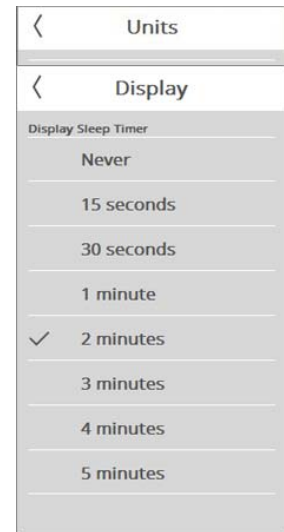 Units
Display
Display Sleep Timer
Never
15 seconds
30 seconds
1 minute
2 minutes
3 minutes
4 minutes
5 minutes